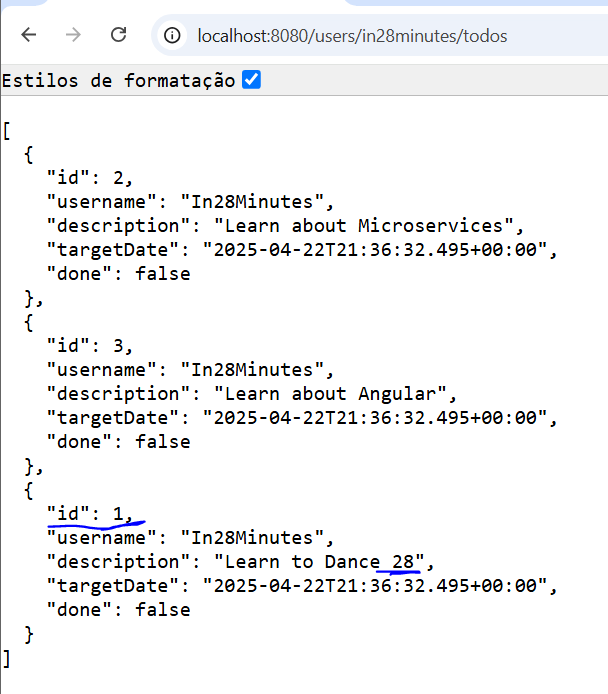 localhost:8080/users/in28minutes/todos
Estilos de formatação
[
  {
    "id": 2,
    "username": "In28Minutes",
    "description": "Learn about Microservices",
    "targetDate": "2025-04-22T21:36:32.495+00:00",
    "done": false
  },
  {
    "id": 3,
    "username": "In28Minutes",
    "description": "Learn about Angular",
    "targetDate": "2025-04-22T21:36:32.495+00:00",
    "done": false
  },
  {
    "id": 1,
    "username": "In28Minutes",
    "description": "Learn to Dance 28",
    "targetDate": "2025-04-22T21:36:32.495+00:00",
    "done": false
  }
]